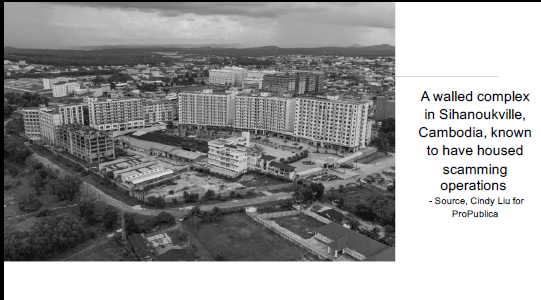 A walled complex
in Sihanoukville,
Cambodia, known
to have housed
scamming
operations
- Source, Cindy Liu for
ProPublica